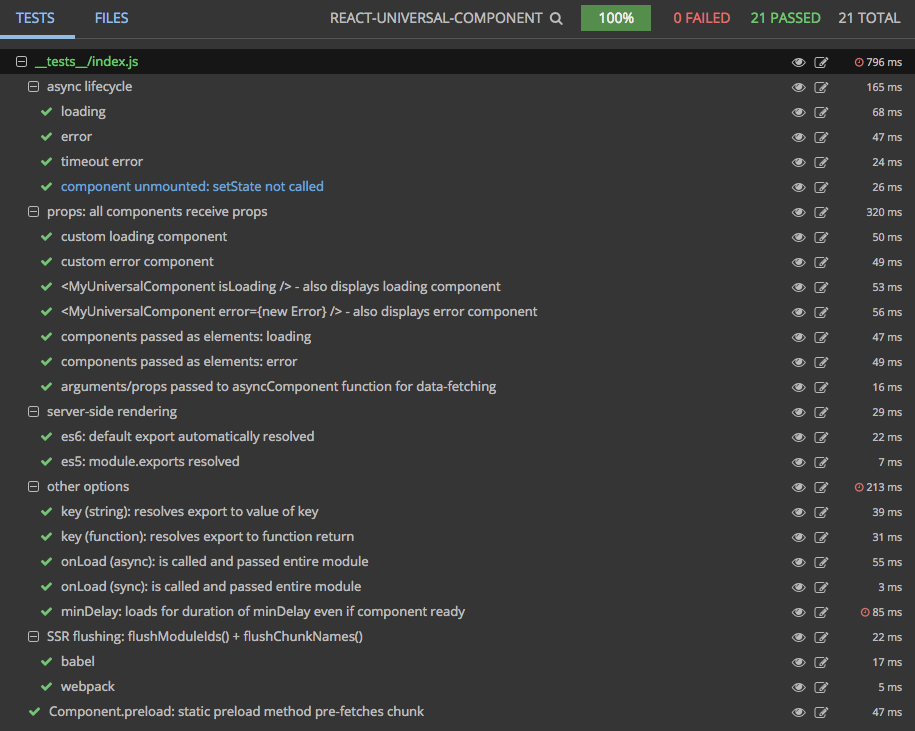 TESTS FILES REACT-UNIVERSAL-COMPONENT 100% 0 FAILED 21 PASSED 21 TOTAL
__tests__/index.js 796 ms
async lifecycle 165 ms
loading 68 ms
error 47 ms
timeout error 24 ms
component unmounted: setState not called 26 ms
props: all components receive props 320 ms
custom loading component 50 ms
custom error component 49 ms
<MyUniversalComponent isLoading /> - also displays loading component 53 ms
<MyUniversalComponent error={new Error} /> - also displays error component 56 ms
components passed as elements: loading 47 ms
components passed as elements: error 49 ms
arguments/props passed to asyncComponent function for data-fetching 16 ms
server-side rendering 29 ms
es6: default export automatically resolved 22 ms
es5: module.exports resolved 7 ms
other options 213 ms
key (string): resolves export to value of key 39 ms
key (function): resolves export to function return 31 ms
onLoad (async): is called and passed entire module 55 ms
onLoad (sync): is called and passed entire module 3 ms
minDelay: loads for duration of minDelay even if component ready 85 ms
SSR flushing: flushModuleIds() + flushChunkNames() 22 ms
babel 17 ms
webpack 5 ms
Component.preload: static preload method pre-fetches chunk 47 ms